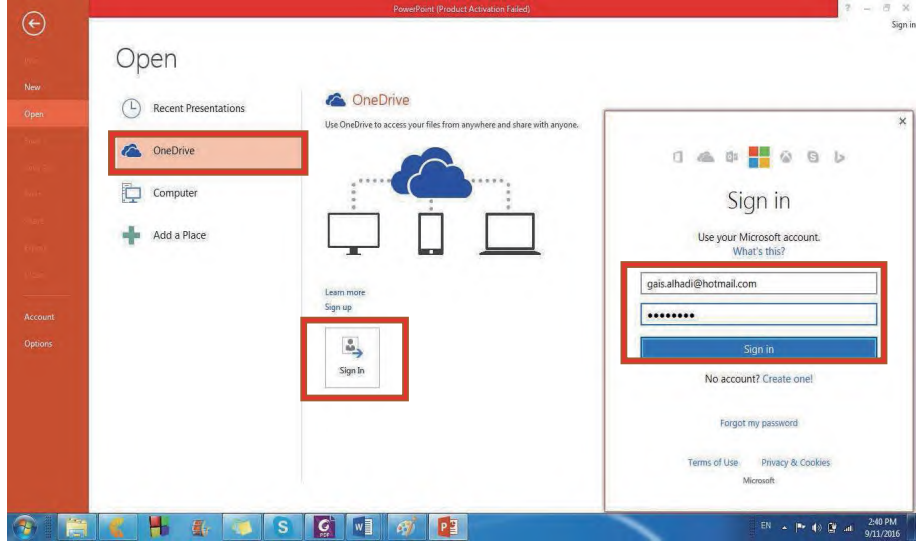 PowerPoint (Product Activation Failed)
Sign in
Open
New
Open
Account
Options
Recent Presentations
OneDrive
Computer
Add a Place
OneDrive
Use OneDrive to access your files from anywhere and share with anyone.
Learn more
Sign up
Sign In
Sign in
Use your Microsoft account.
What's this?
gais.alhadi@hotmail.com
Sign in
No account? Create one!
Forgot my password
Terms of Use Privacy & Cookies
Microsoft
EN
2:40 PM
9/11/2016